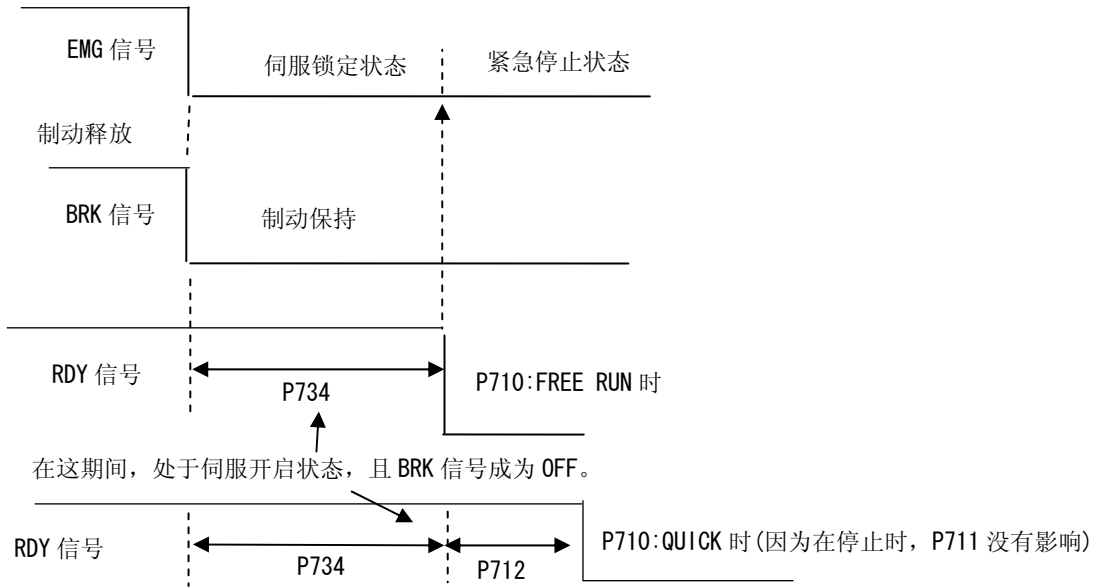 EMG 信号
伺服锁定状态
紧急停止状态
制动释放
BRK 信号
制动保持
RDY 信号
P734
P710:FREE RUN 时
在这期间，处于伺服开启状态，且 BRK 信号成为 OFF。
RDY 信号
P734
P712
P710:QUICK 时(因为在停止时，P711 没有影响)